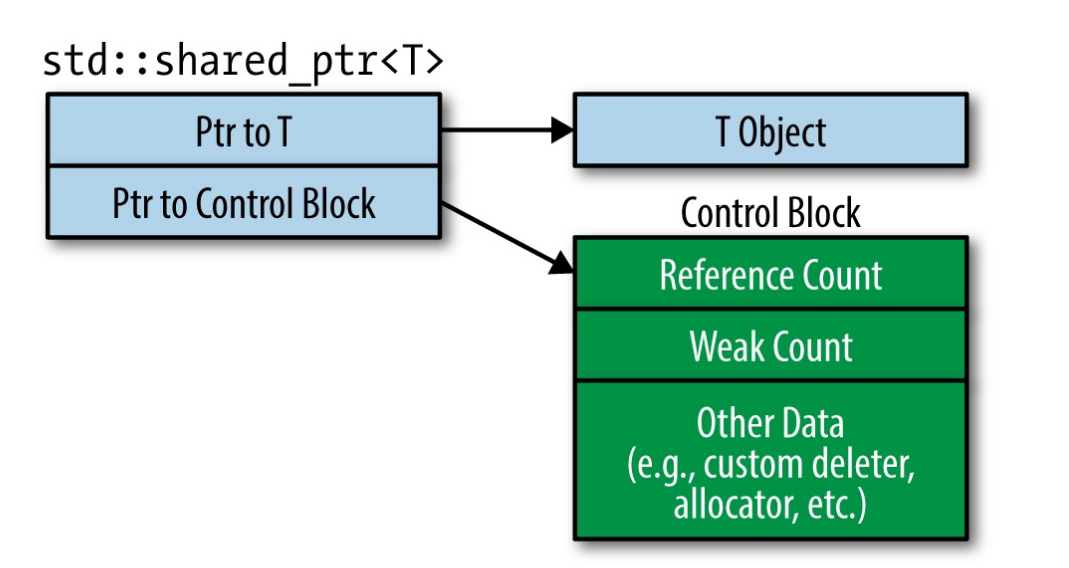 std::shared_ptr<T>
Ptr to T
T Object
Ptr to Control Block
Control Block
Reference Count
Weak Count
Other Data
(e.g., custom deleter,
allocator, etc.)